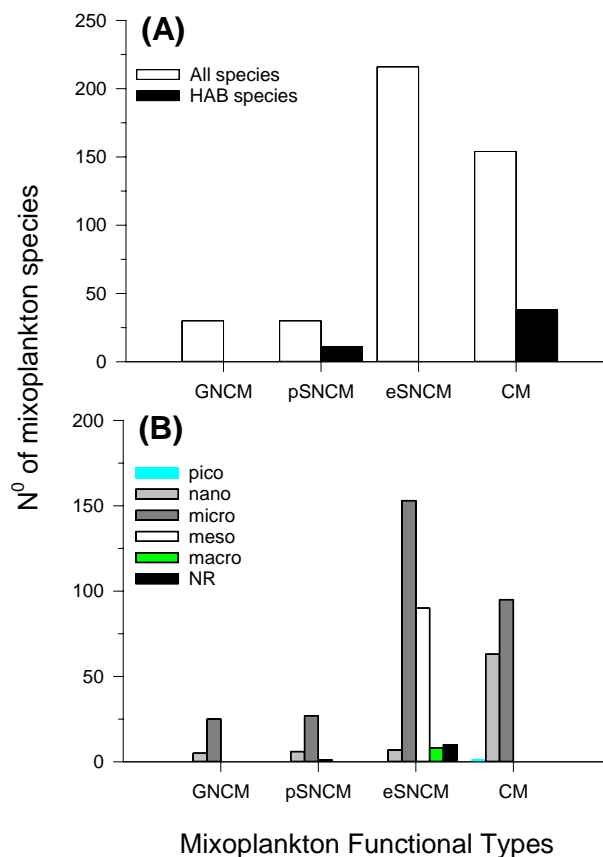 (A)
All species
HAB species
250
200
150
100
50
0
GNCM pSNCM eSNCM CM
N⁰ of mixoplankton species
(B)
pico
nano
micro
meso
macro
NR
200
150
100
50
0
GNCM pSNCM eSNCM CM
Mixoplankton Functional Types